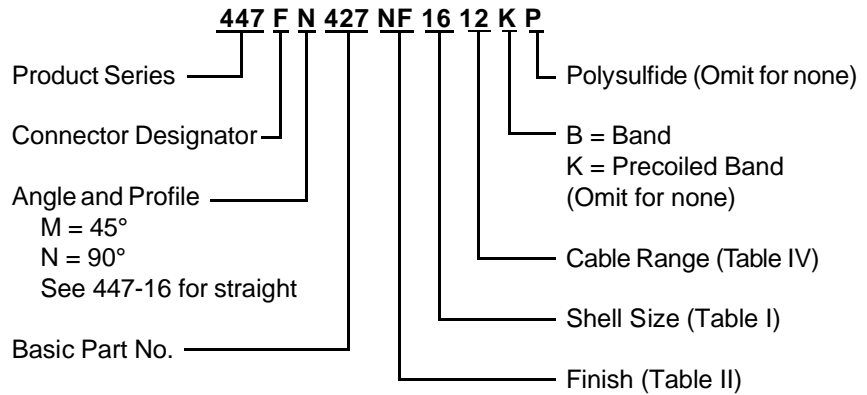 447 F N 427 NF 16 12 K P
Product Series
Connector Designator
Angle and Profile
M = 45°
N = 90°
See 447-16 for straight
Basic Part No.
Polysulfide (Omit for none)
B = Band
K = Precoiled Band
(Omit for none)
Cable Range (Table IV)
Shell Size (Table I)
Finish (Table II)